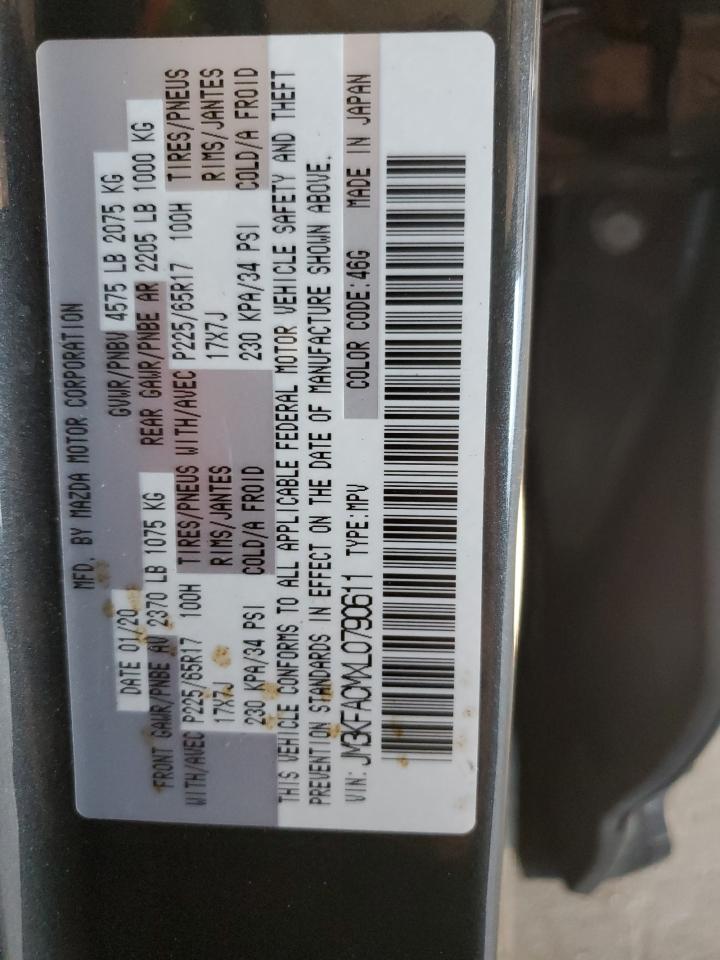 MFD. BY MAZDA MOTOR CORPORATION
DATE 01/20 GVWR/PNBV 4575 LB 2075 KG
FRONT GAWR/PNBE AV 2370 LB 1075 KG REAR GAWR/PNBE AR 2205 LB 1000 KG
WITH/AVEC P225/65R17 100H TIRES/PNEUS WITH/AVEC P225/65R17 100H TIRES/PNEUS
17X7J RIMS/JANTES 17X7J RIMS/JANTES
230 KPA/34 PSI COLD/A FROID 230 KPA/34 PSI COLD/A FROID
THIS VEHICLE CONFORMS TO ALL APPLICABLE FEDERAL MOTOR VEHICLE SAFETY AND THEFT
PREVENTION STANDARDS IN EFFECT ON THE DATE OF MANUFACTURE SHOWN ABOVE.
VIN: JM3KFACMXL0790611 TYPE:MPV COLOR CODE:46G MADE IN JAPAN